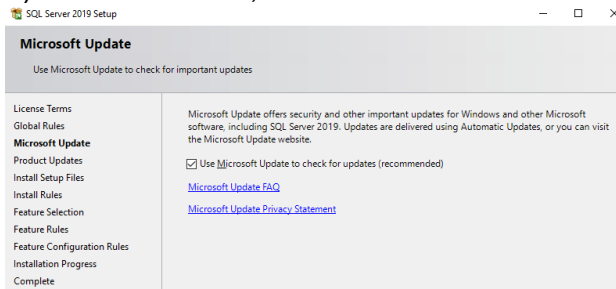 SQL Server 2019 Setup
Microsoft Update
Use Microsoft Update to check for important updates
License Terms
Global Rules
Microsoft Update
Product Updates
Install Setup Files
Install Rules
Feature Selection
Feature Rules
Feature Configuration Rules
Installation Progress
Complete
Microsoft Update offers security and other important updates for Windows and other Microsoft
software, including SQL Server 2019. Updates are delivered using Automatic Updates, or you can visit
the Microsoft Update website.
Use Microsoft Update to check for updates (recommended)
Microsoft Update FAQ
Microsoft Update Privacy Statement